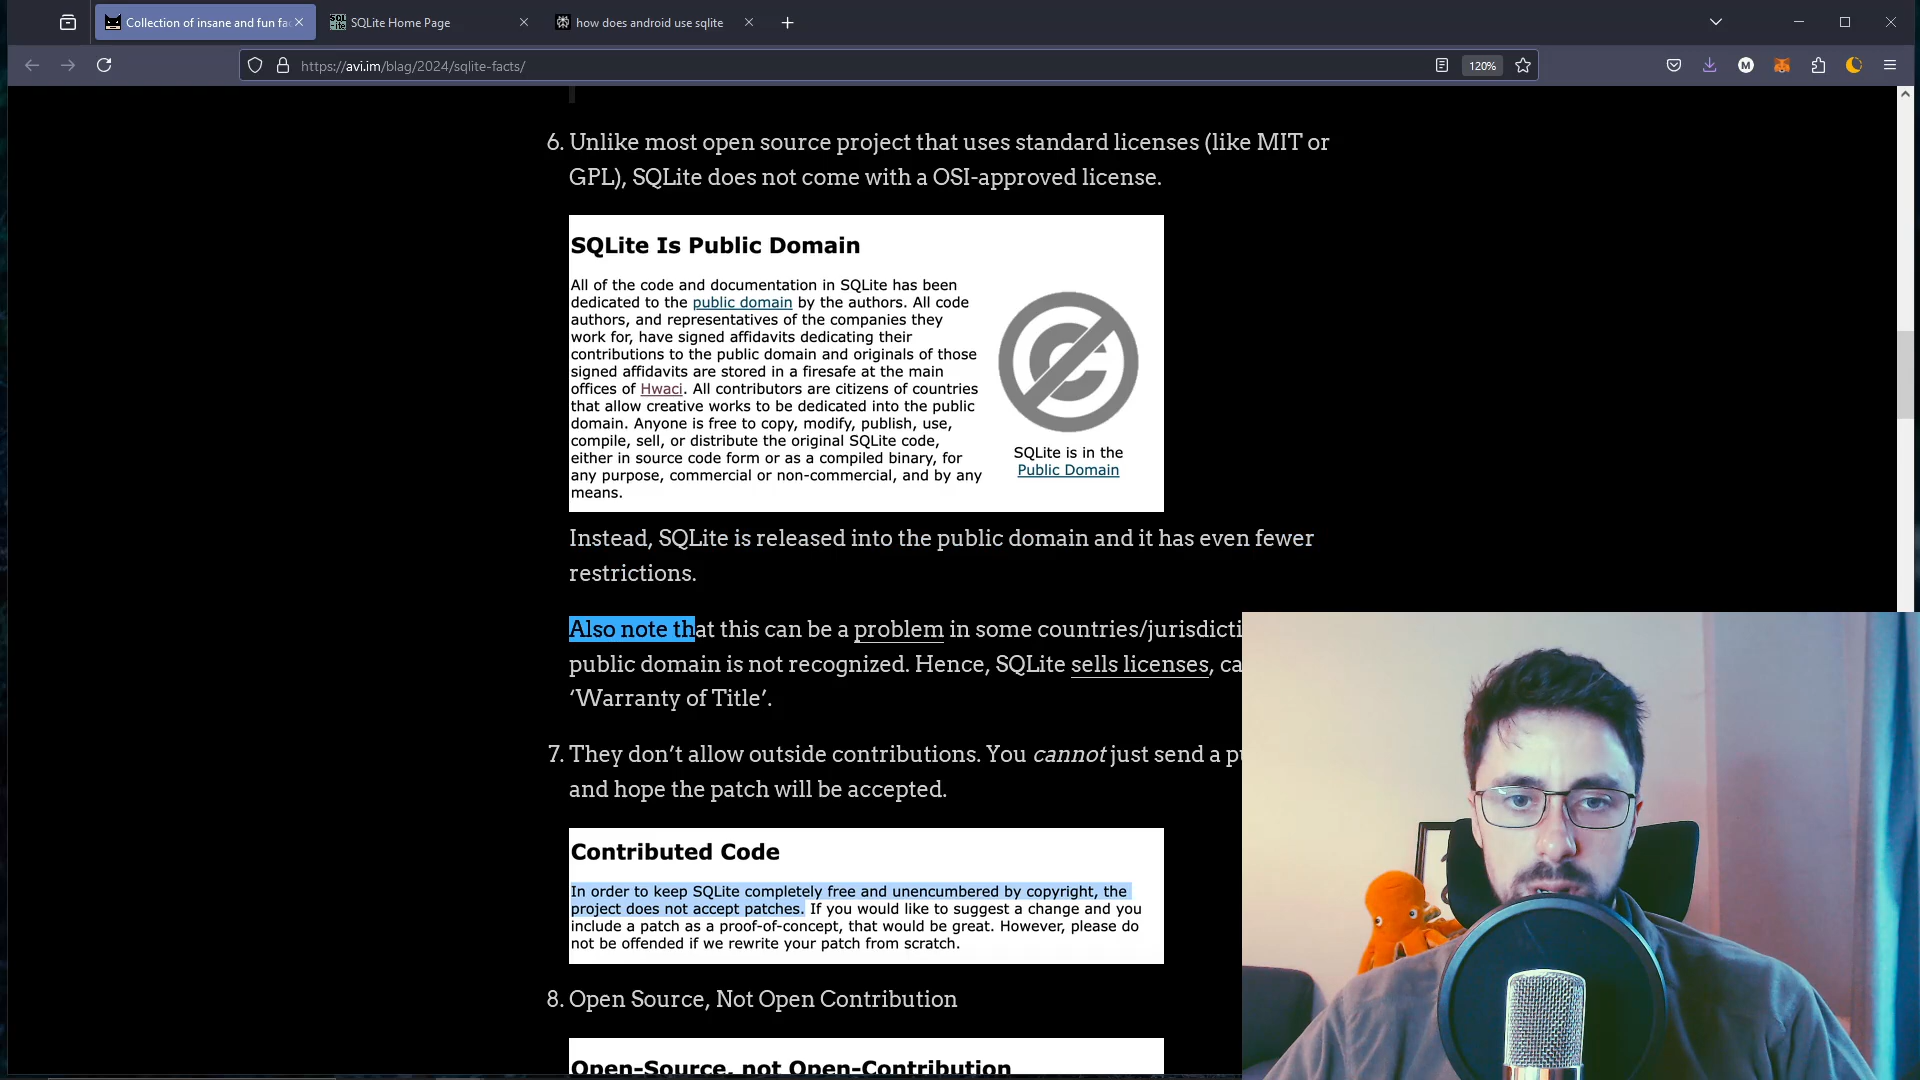 Collection of insane and fun fa
SQLite Home Page
how does android use sqlite
https://avi.im/blag/2024/sqlite-facts/
120%
6. Unlike most open source project that uses standard licenses (like MIT or
GPL), SQLite does not come with a OSI-approved license.
SQLite Is Public Domain
All of the code and documentation in SQLite has been
dedicated to the public domain by the authors. All code
authors, and representatives of the companies they
work for, have signed affidavits dedicating their
contributions to the public domain and originals of those
signed affidavits are stored in a firesafe at the main
offices of Hwaci. All contributors are citizens of countries
that allow creative works to be dedicated into the public
domain. Anyone is free to copy, modify, publish, use,
compile, sell, or distribute the original SQLite code,
either in source code form or as a compiled binary, for
any purpose, commercial or non-commercial, and by any
means.
SQLite is in the
Public Domain
Instead, SQLite is released into the public domain and it has even fewer
restrictions.
Also note that this can be a problem in some countries/jurisdicti
public domain is not recognized. Hence, SQLite sells licenses, ca
‘Warranty of Title’.
7. They don’t allow outside contributions. You cannot just send a pu
and hope the patch will be accepted.
Contributed Code
In order to keep SQLite completely free and unencumbered by copyright, the
project does not accept patches. If you would like to suggest a change and you
include a patch as a proof-of-concept, that would be great. However, please do
not be offended if we rewrite your patch from scratch.
8. Open Source, Not Open Contribution
Open-Source, not Open-Contribution